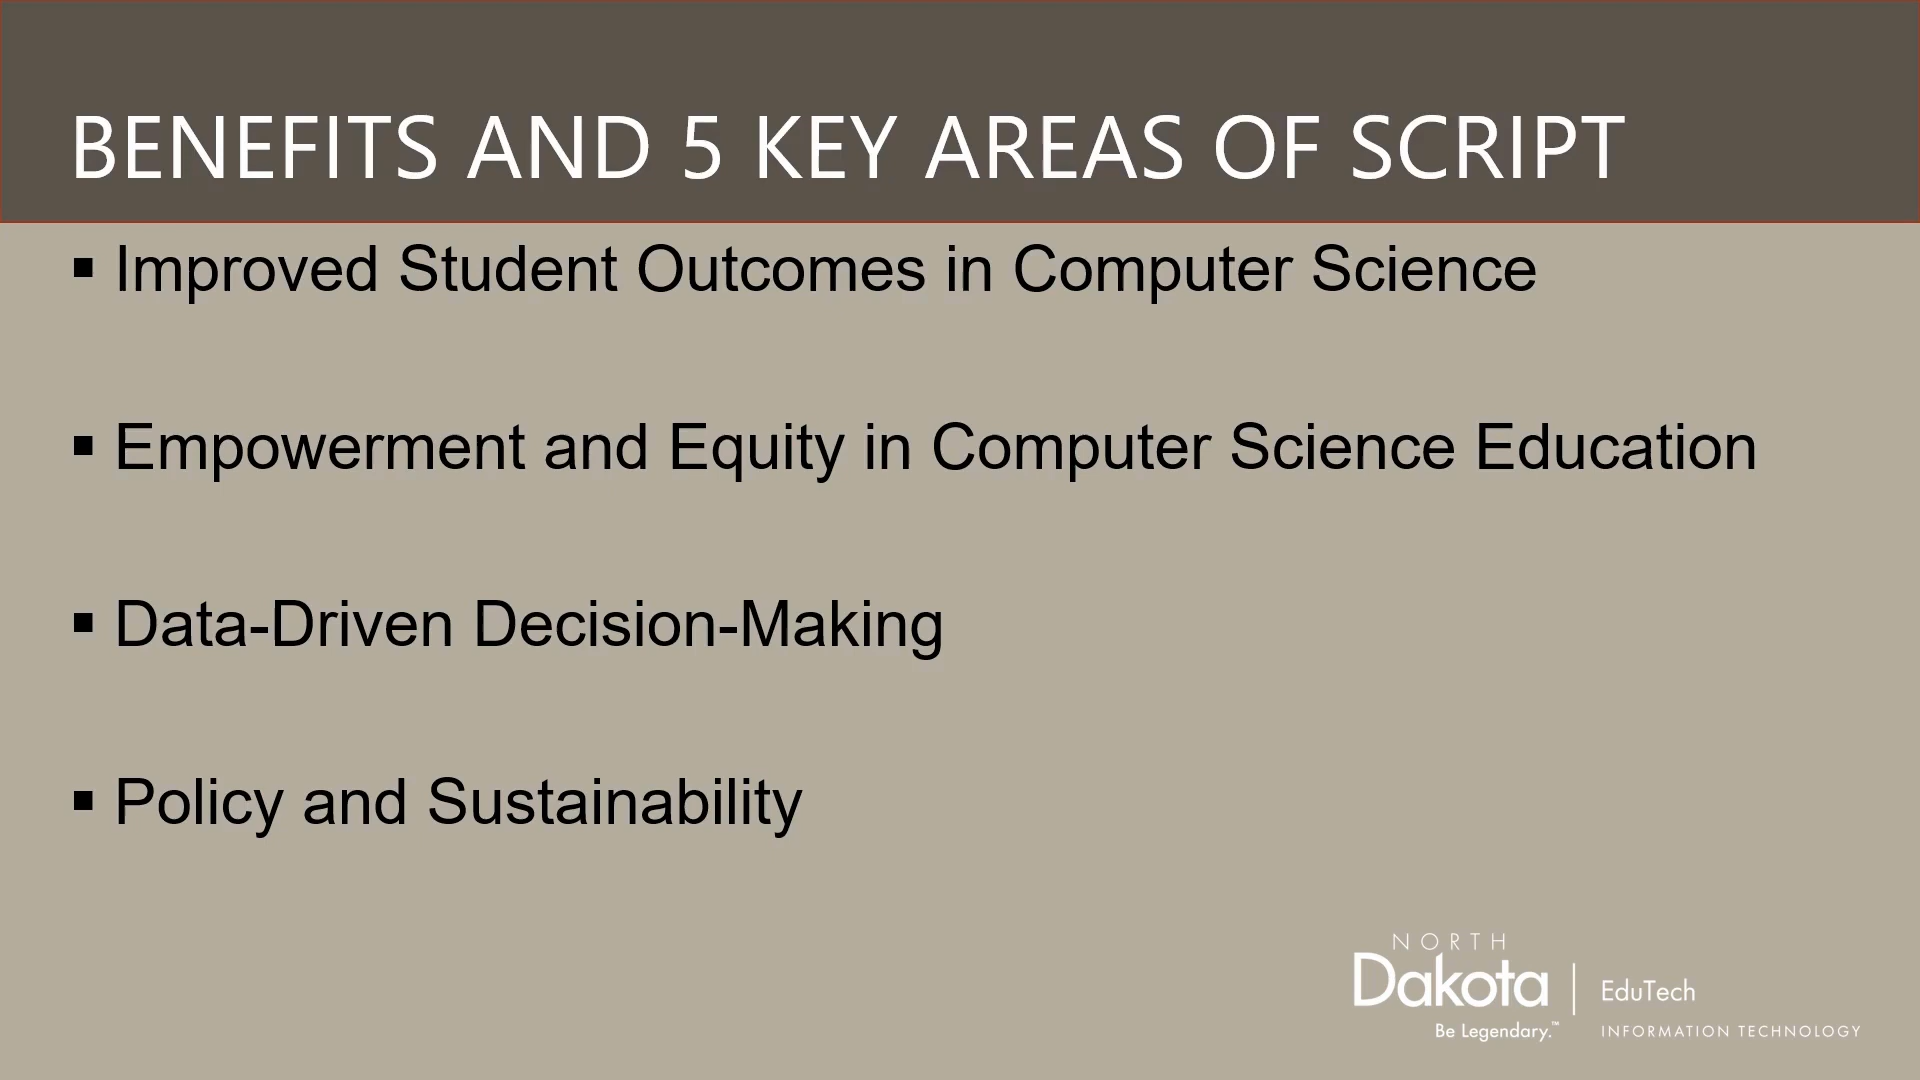 BENEFITS AND 5 KEY AREAS OF SCRIPT
▪ Improved Student Outcomes in Computer Science
▪ Empowerment and Equity in Computer Science Education
▪ Data-Driven Decision-Making
▪ Policy and Sustainability
NORTH
Dakota
Be Legendary.™
EduTech
INFORMATION TECHNOLOGY